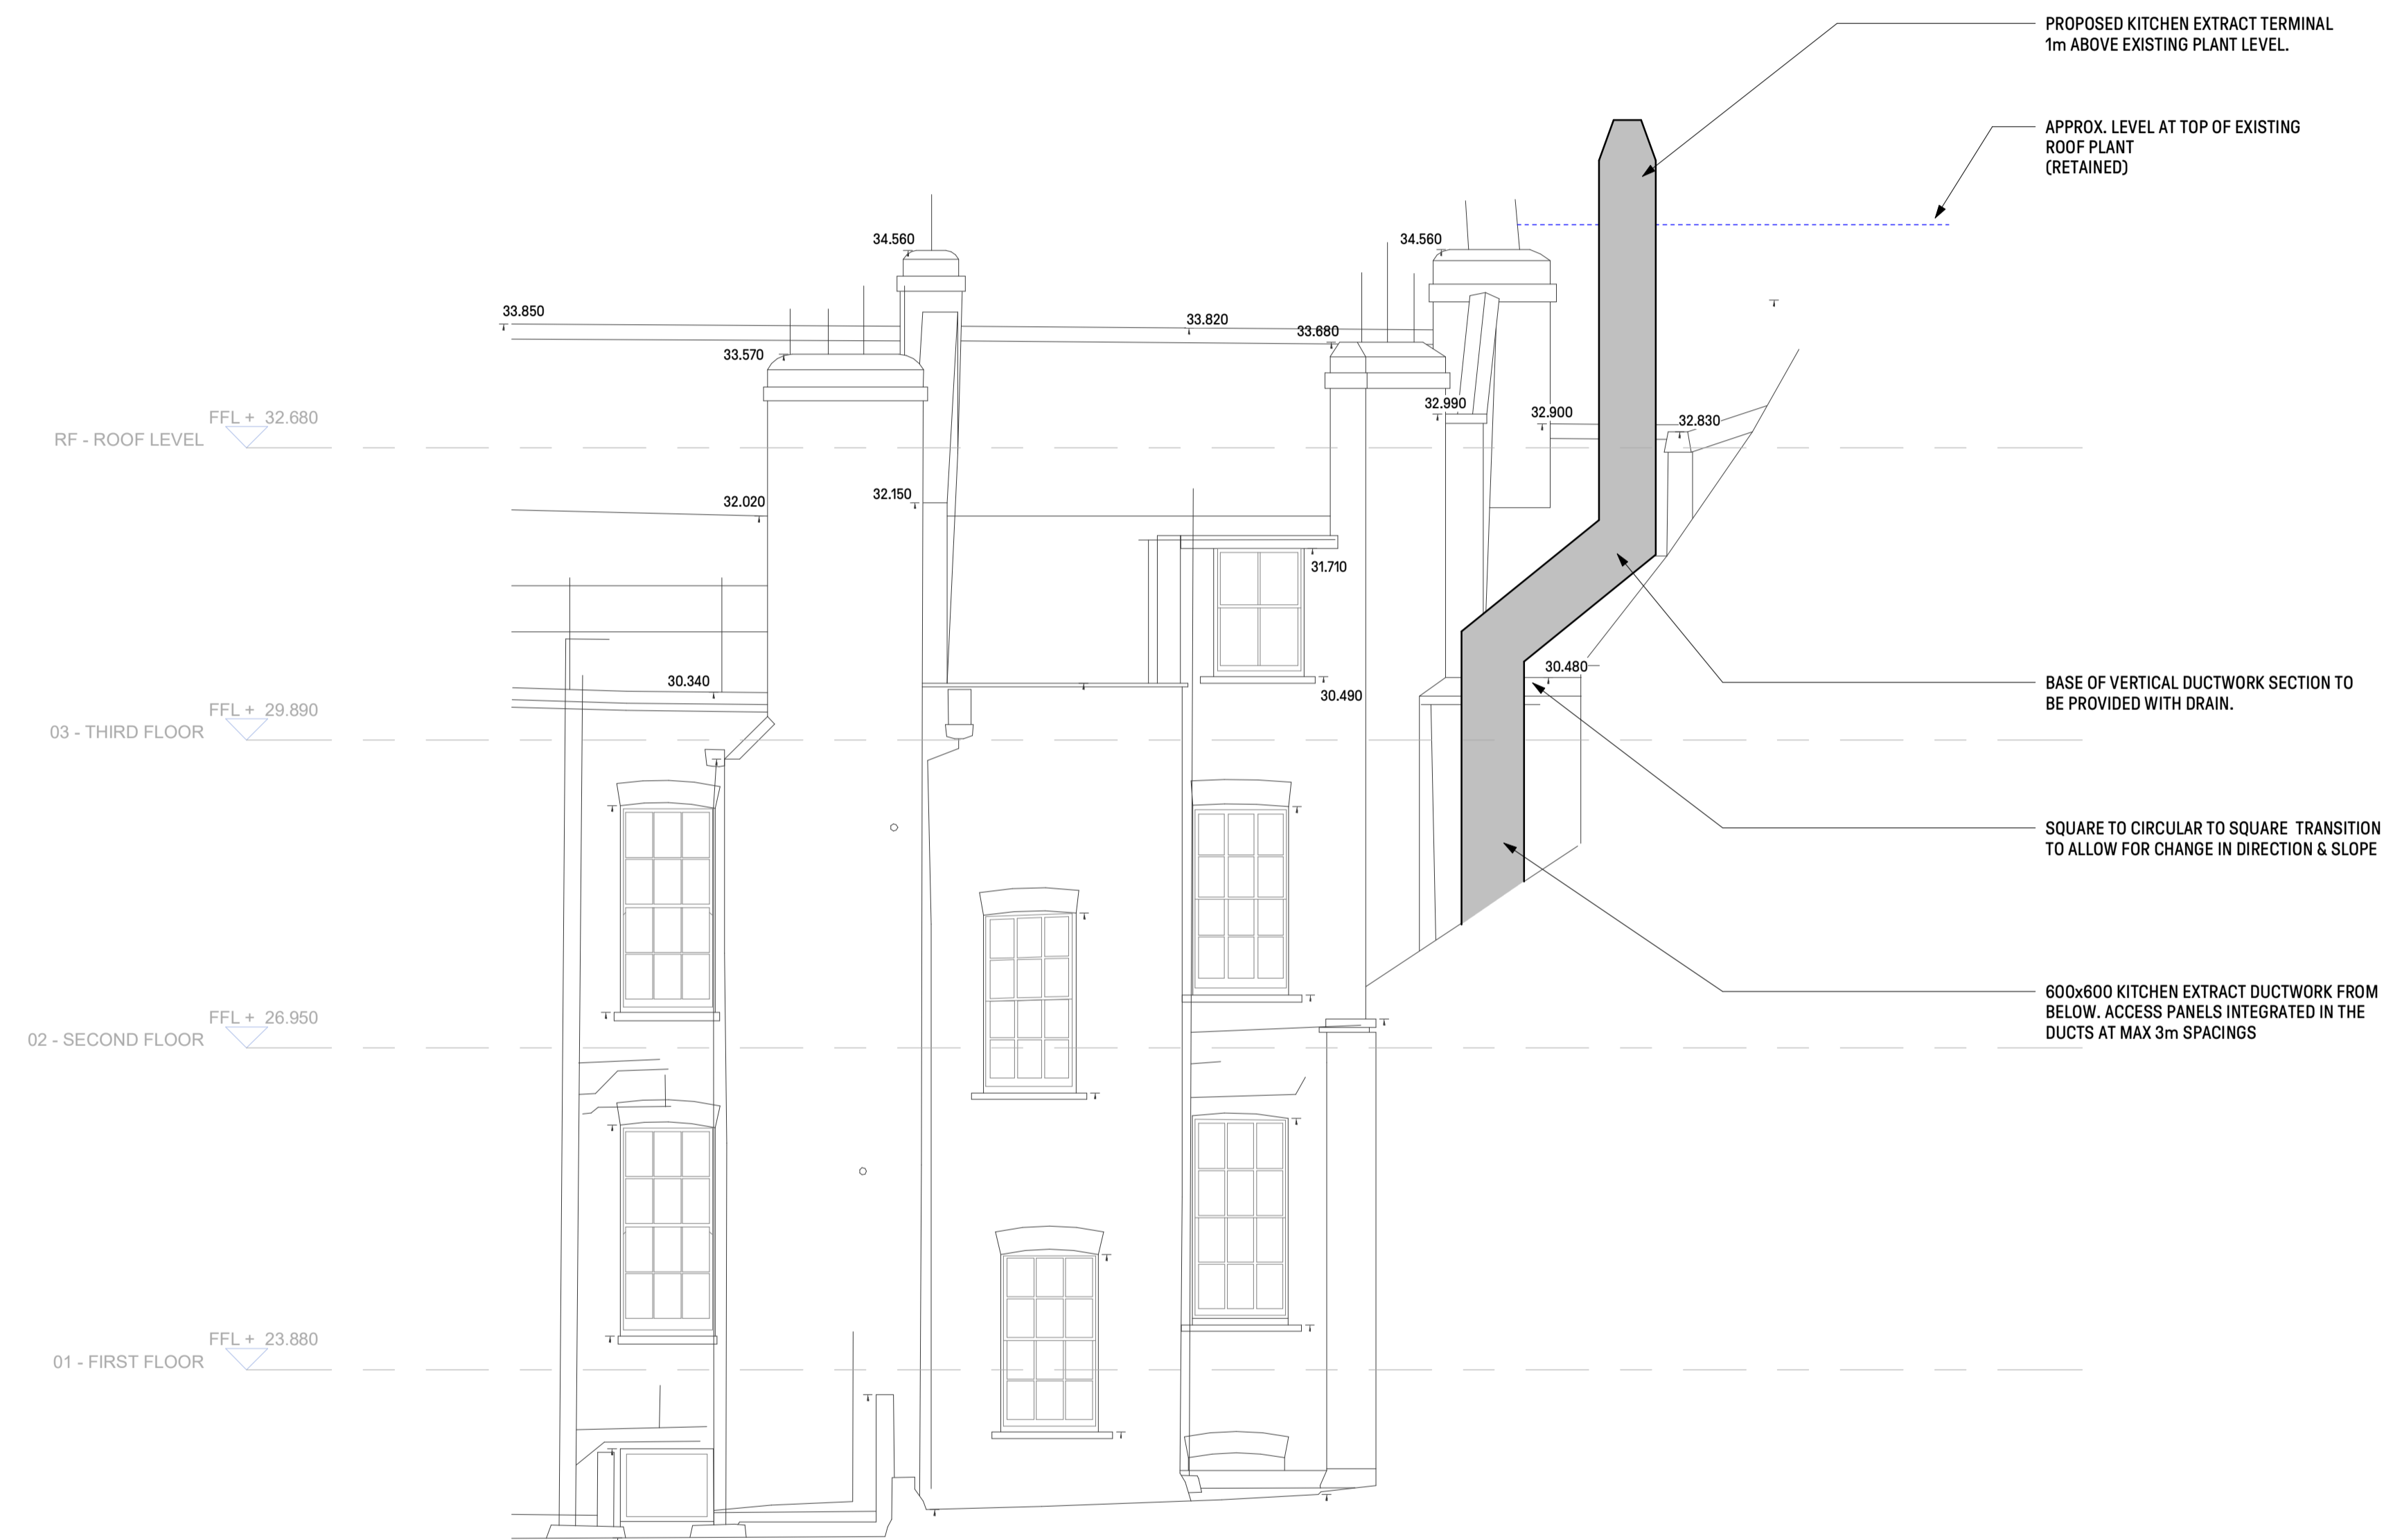 PROPOSED KITCHEN EXTRACT TERMINAL
1m ABOVE EXISTING PLANT LEVEL.
APPROX. LEVEL AT TOP OF EXISTING
ROOF PLANT
(RETAINED)
34.560
34.560
33.850
33.820
33.680
33.570
32.990
32.900
32.830
FFL + 32.680
RF - ROOF LEVEL
32.020
32.150
31.710
30.480
30.340
30.490
BASE OF VERTICAL DUCTWORK SECTION TO
BE PROVIDED WITH DRAIN.
FFL + 29.890
03 - THIRD FLOOR
SQUARE TO CIRCULAR TO SQUARE TRANSITION
TO ALLOW FOR CHANGE IN DIRECTION & SLOPE
600x600 KITCHEN EXTRACT DUCTWORK FROM
BELOW. ACCESS PANELS INTEGRATED IN THE
DUCTS AT MAX 3m SPACINGS
FFL + 26.950
02 - SECOND FLOOR
FFL + 23.880
01 - FIRST FLOOR